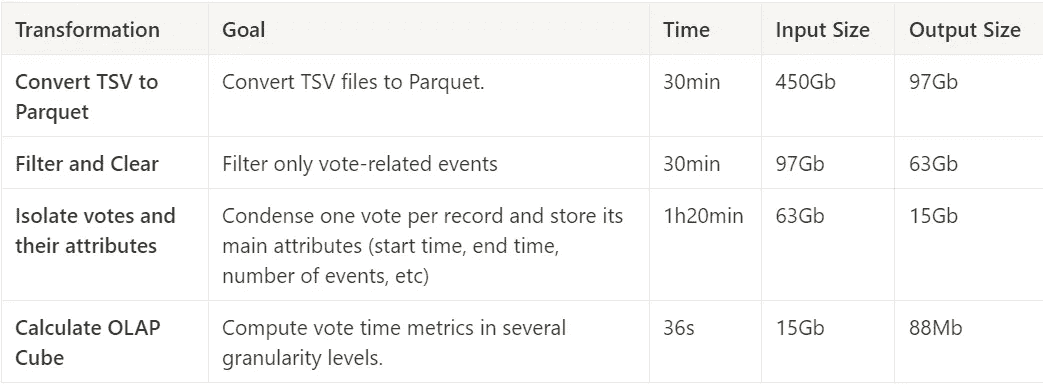 Transformation Goal Time Input Size Output Size
Convert TSV to Convert TSV files to Parquet. 30min 450Gb 97Gb
Parquet
Filter and Clear Filter only vote-related events 30min 97Gb 63Gb
Isolate votes and Condense one vote per record and store its 1h20min 63Gb 15Gb
their attributes main attributes (start time, end time,
number of events, etc)
Calculate OLAP Compute vote time metrics in several 36s 15Gb 88Mb
Cube granularity levels.